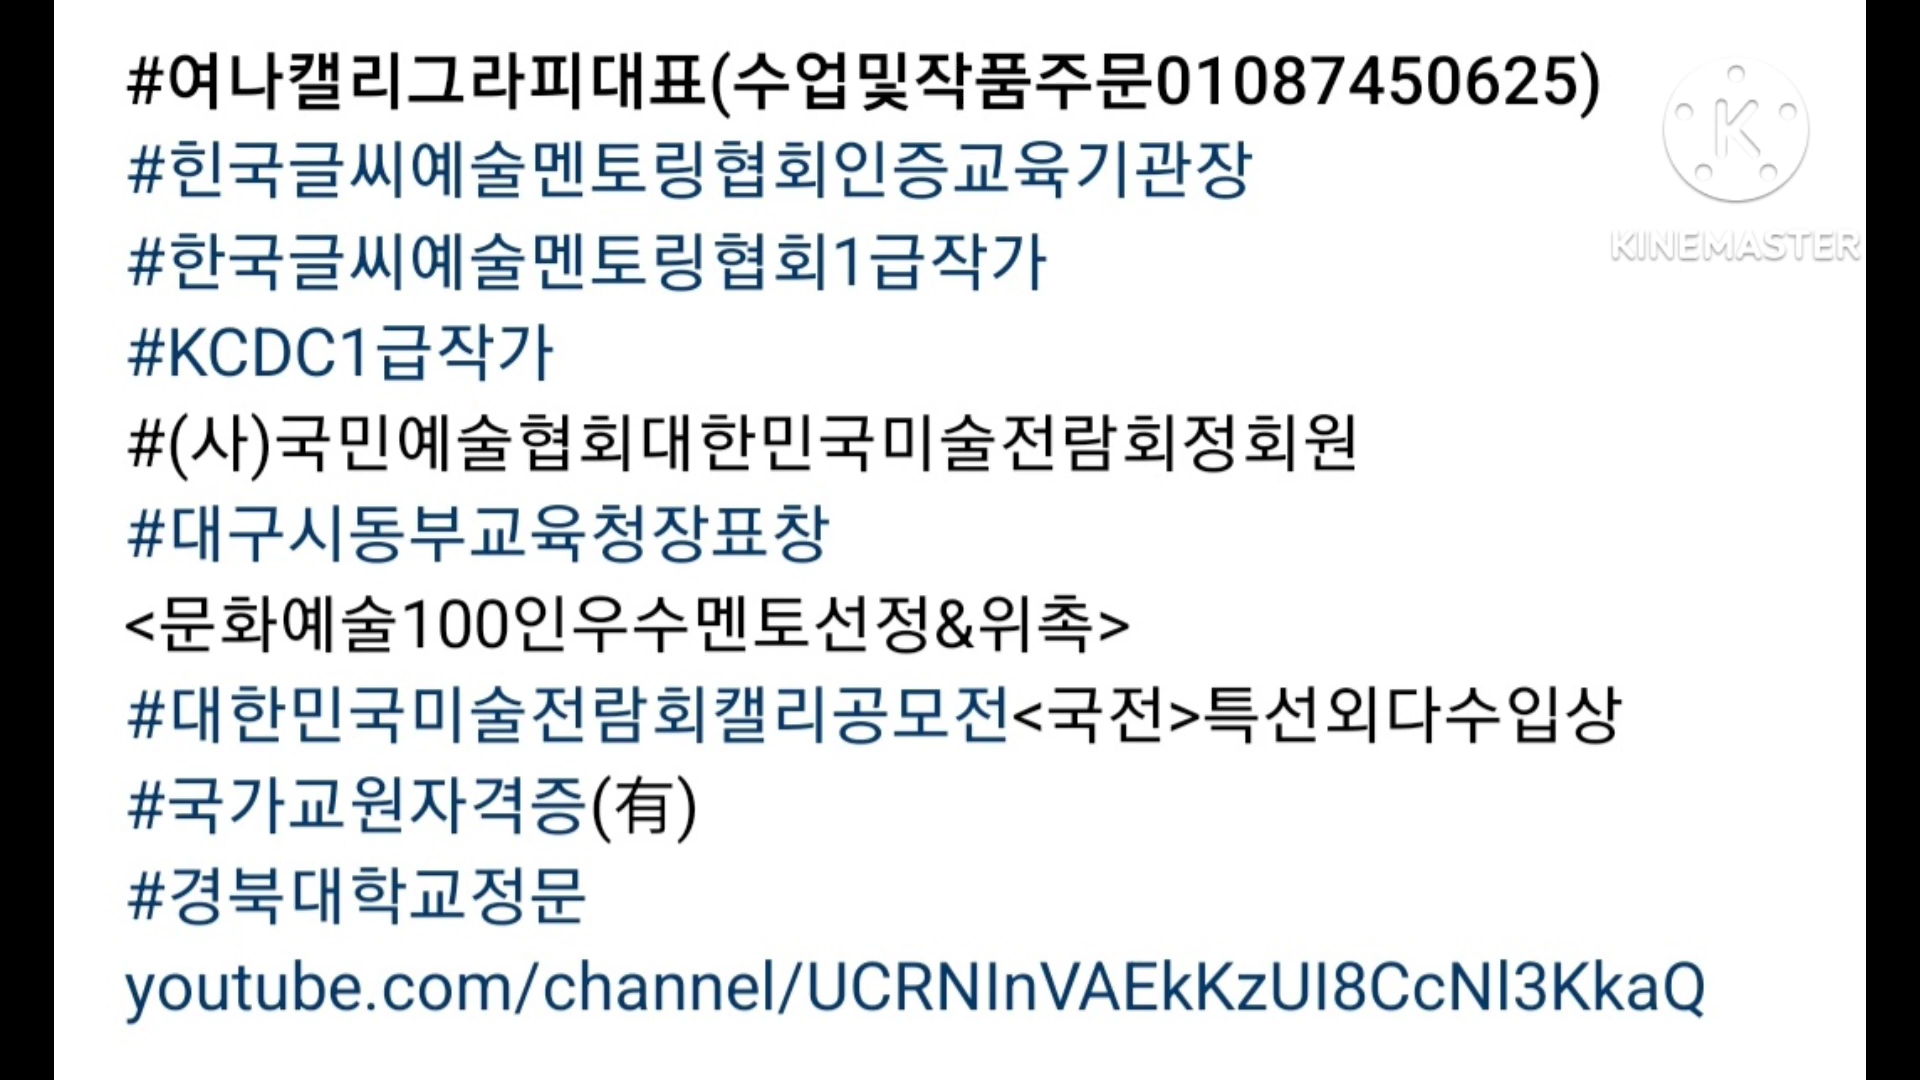 #여나캘리그라피대표(수업및작품주문01087450625)
#힌국글씨예술멘토링협회인증교육기관장
#한국글씨예술멘토링협회1급작가
#KCDC1급작가
#(사)국민예술협회대한민국미술전람회정회원
#대구시동부교육청장표창
<문화예술100인우수멘토선정&위촉>
#대한민국미술전람회캘리공모전<국전>특선외다수입상
#국가교원자격증(有)
#경북대학교정문
youtube.com/channel/UCRNInVAEkKzUI8CcNl3KkaQ
K
KINEMASTER